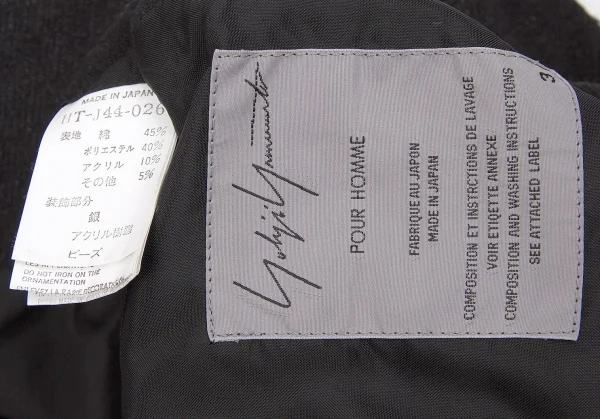 MADE IN JAPAN
HT-J44-026
表地 綿 45%
ポリエステル 40%
アクリル 10%
その他 5%
装飾部分
銀
アクリル樹脂
ビーズ
DO NOT IRON ON THE
ORNAMENTATION
Yohji Yamamoto
POUR HOMME
FABRIQUE AU JAPON
MADE IN JAPAN
COMPOSITION ET INSTRCTIONS DE LAVAGE
VOIR ETIQETTE ANNEXE
COMPOSITION AND WASHING INSTRUCTIONS
SEE ATTACHED LABEL
3